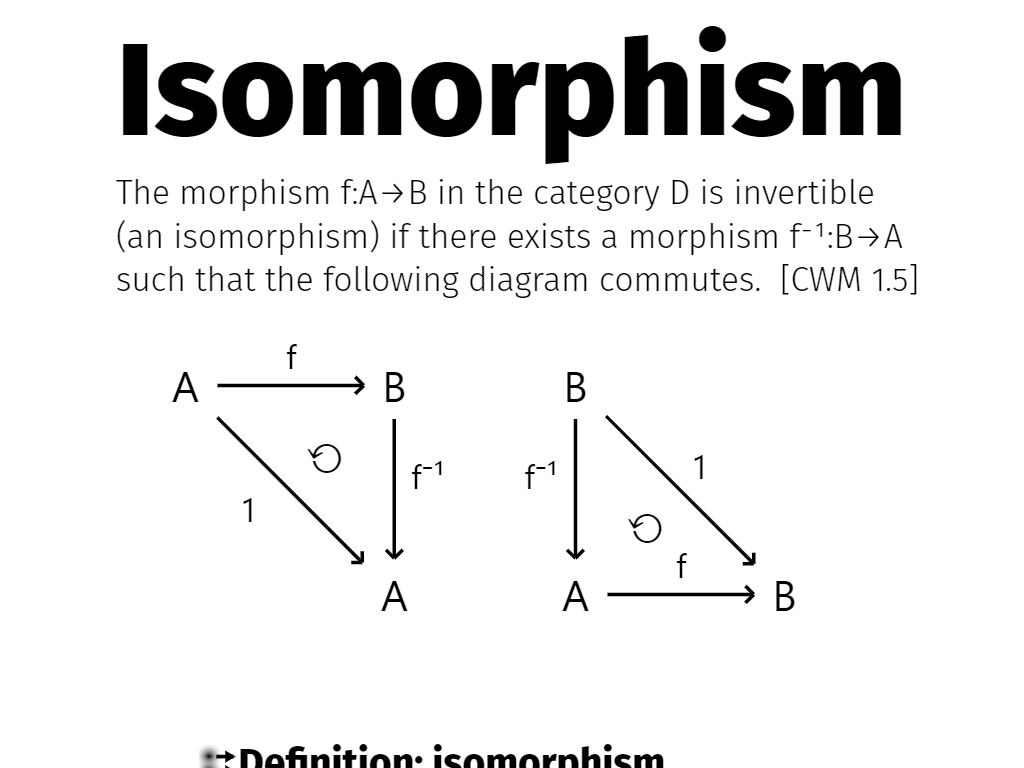 Isomorphism
The morphism f:A→B in the category D is invertible
(an isomorphism) if there exists a morphism f⁻¹:B→A
such that the following diagram commutes. [CWM 1.5]
f
A B B
f⁻¹ f⁻¹ 1
1
f
A A B
Definition: isomorphism